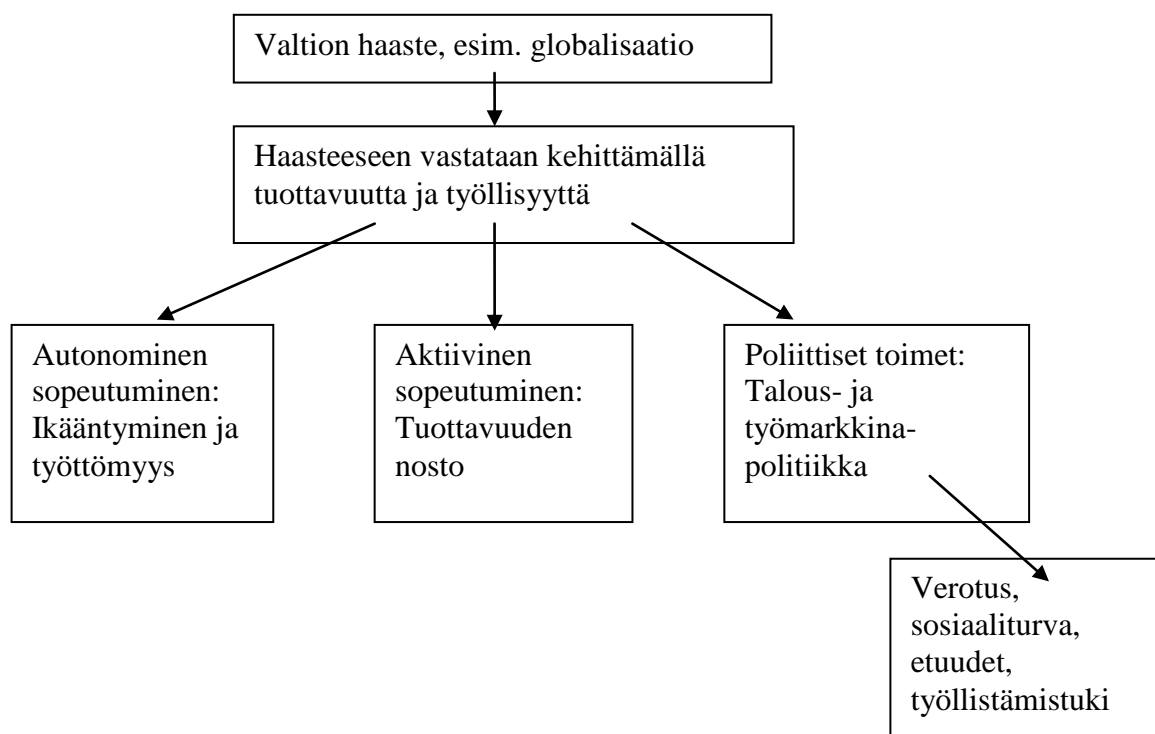 Valtion haaste, esim. globalisaatio
Haasteeseen vastataan kehittämällä
tuottavuutta ja työllisyyttä
Autonominen
sopeutuminen:
Ikääntyminen ja
työttömyys
Aktiivinen
sopeutuminen:
Tuottavuuden
nosto
Poliittiset toimet:
Talous- ja
työmarkkina-
politiikka
Verotus,
sosiaaliturva,
etuudet,
työllistämistuki